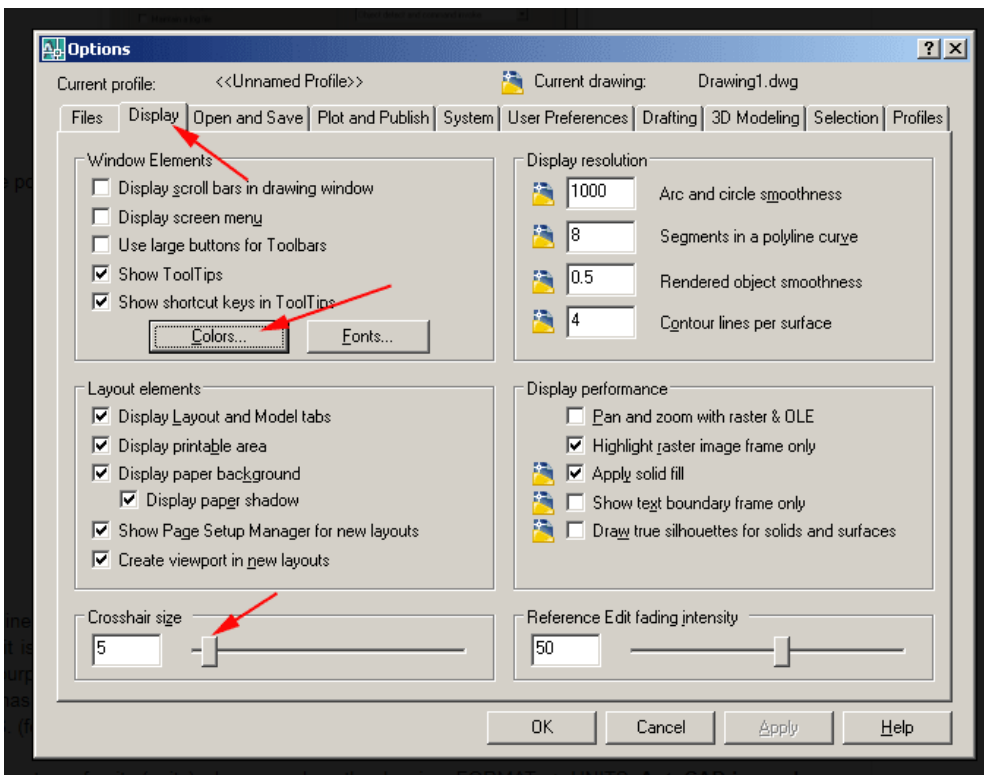 Options
Current profile: <<Unnamed Profile>> Current drawing: Drawing1.dwg
Files Display Open and Save Plot and Publish System User Preferences Drafting 3D Modeling Selection Profiles
Window Elements
Display scroll bars in drawing window
Display screen menu
Use large buttons for Toolbars
Show ToolTips
Show shortcut keys in ToolTips
Colors... Fonts...
Display resolution
1000 Arc and circle smoothness
8 Segments in a polyline curve
0.5 Rendered object smoothness
4 Contour lines per surface
Layout elements
Display Layout and Model tabs
Display printable area
Display paper background
Display paper shadow
Show Page Setup Manager for new layouts
Create viewport in new layouts
Display performance
Pan and zoom with raster & OLE
Highlight raster image frame only
Apply solid fill
Show text boundary frame only
Draw true silhouettes for solids and surfaces
Crosshair size
5
Reference Edit fading intensity
50
OK Cancel Apply Help